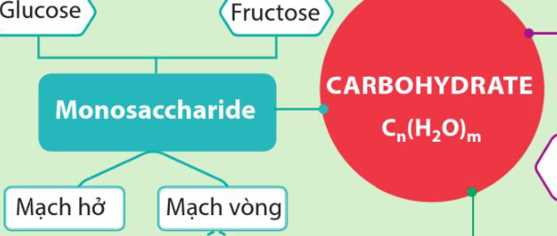 Glucose
Fructose
Monosaccharide
CARBOHYDRATE
Cₙ(H₂O)ₘ
Mạch hở
Mạch vòng